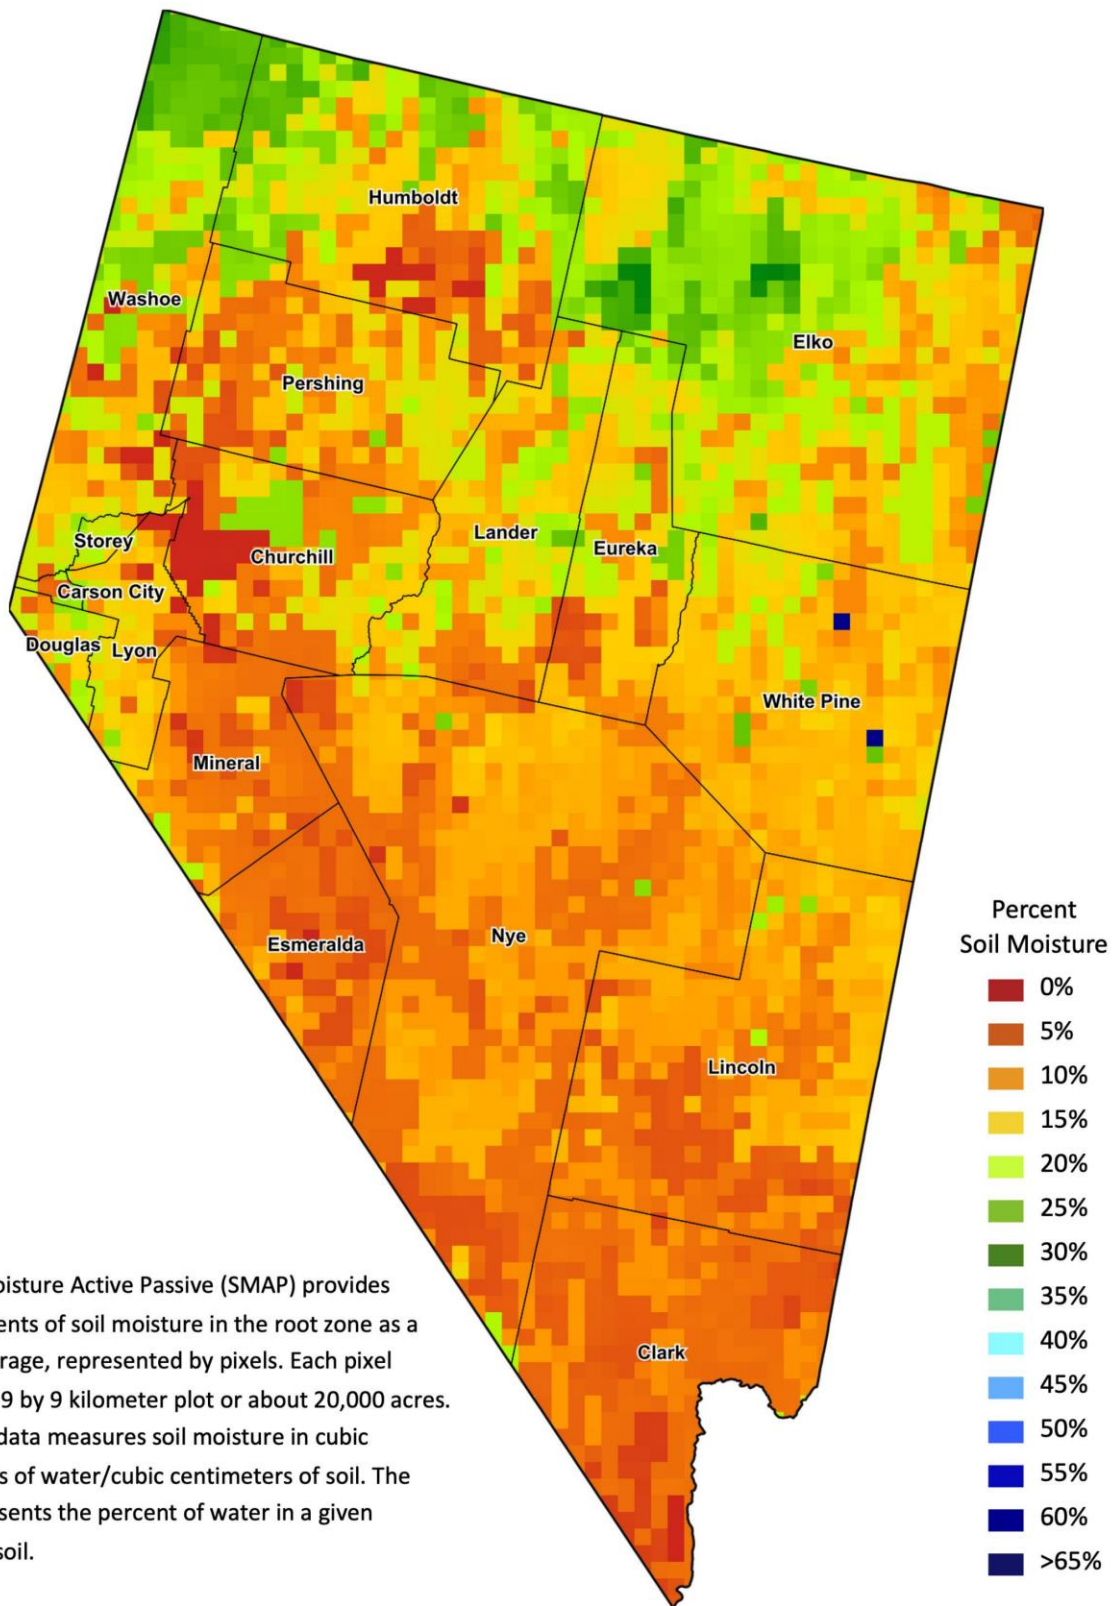 Humboldt
Washoe
Elko
Pershing
Storey
Churchill
Lander
Eureka
Carson City
Douglas
Lyon
White Pine
Mineral
Esmeralda
Nye
Lincoln
Clark
Percent
Soil Moisture
0%
5%
10%
15%
20%
25%
30%
35%
40%
45%
50%
55%
60%
>65%
oisture Active Passive (SMAP) provides
ents of soil moisture in the root zone as a
rage, represented by pixels. Each pixel
9 by 9 kilometer plot or about 20,000 acres.
data measures soil moisture in cubic
s of water/cubic centimeters of soil. The
sents the percent of water in a given
soil.